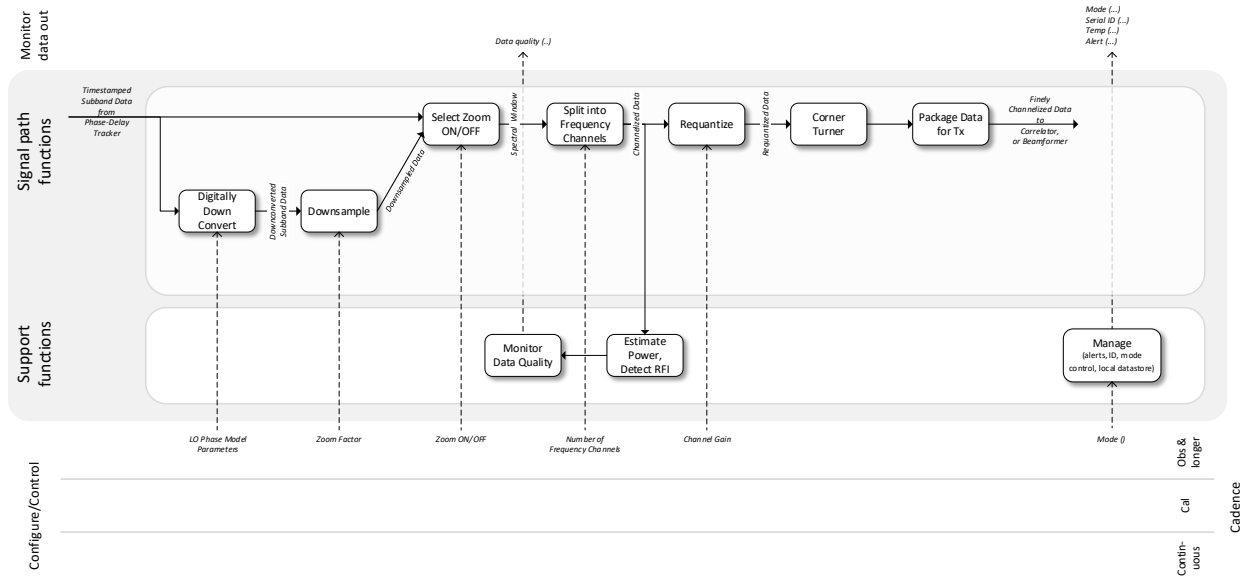 Monitor
data out
Data quality (..)
Mode (...)
Serial ID (...)
Temp (...)
Alert (...)
Signal path
functions
Timestamped
Subband Data
from
Phase-Delay
Tracker
Select Zoom
ON/OFF
Spectral Window
Split into
Frequency
Channels
Channelized Data
Requantize
Requantized Data
Corner
Turner
Package Data
for Tx
Finely
Channelized Data
to
Correlator,
or Beamformer
Digitally
Down
Convert
Downconverted
Subband Data
Downsample
Downsampled Data
Support
functions
Monitor
Data Quality
Estimate
Power,
Detect RFI
Manage
(alerts, ID, mode
control, local datastore)
LO Phase Model
Parameters
Zoom Factor
Zoom ON/OFF
Number of
Frequency Channels
Channel Gain
Mode ()
Configure/Control
Obs &
longer
Cal
Contin-
uous
Cadence